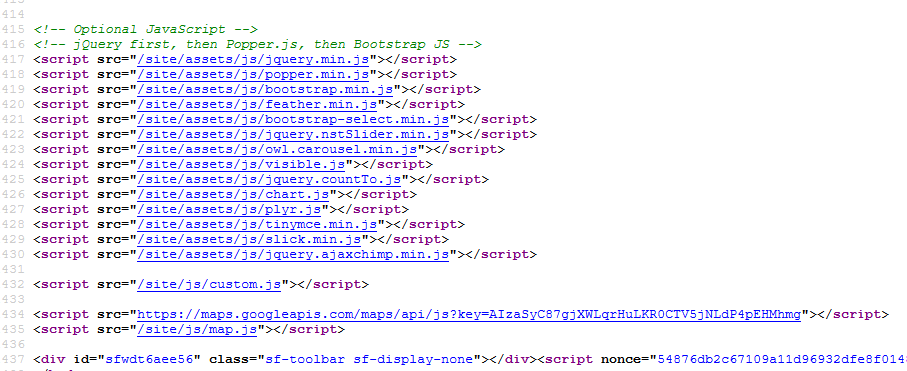 414
415 <!-- Optional JavaScript -->
416 <!-- jQuery first, then Popper.js, then Bootstrap JS -->
417 <script src="/site/assets/js/jquery.min.js"></script>
418 <script src="/site/assets/js/popper.min.js"></script>
419 <script src="/site/assets/js/bootstrap.min.js"></script>
420 <script src="/site/assets/js/feather.min.js"></script>
421 <script src="/site/assets/js/bootstrap-select.min.js"></script>
422 <script src="/site/assets/js/jquery.nstSlider.min.js"></script>
423 <script src="/site/assets/js/owl.carousel.min.js"></script>
424 <script src="/site/assets/js/visible.js"></script>
425 <script src="/site/assets/js/jquery.countTo.js"></script>
426 <script src="/site/assets/js/chart.js"></script>
427 <script src="/site/assets/js/plyr.js"></script>
428 <script src="/site/assets/js/tinymce.min.js"></script>
429 <script src="/site/assets/js/slick.min.js"></script>
430 <script src="/site/assets/js/jquery.ajaxchimp.min.js"></script>
431
432 <script src="/site/js/custom.js"></script>
433
434 <script src="https://maps.googleapis.com/maps/api/js?key=AIzaSyC87gjXWLqrHuLKR0CTV5jNLdP4pEHMhmg"></script>
435 <script src="/site/js/map.js"></script>
436
437 <div id="sfwdt6aee56" class="sf-toolbar sf-display-none"></div><script nonce="54876db2c67109a11d96932dfe8f014